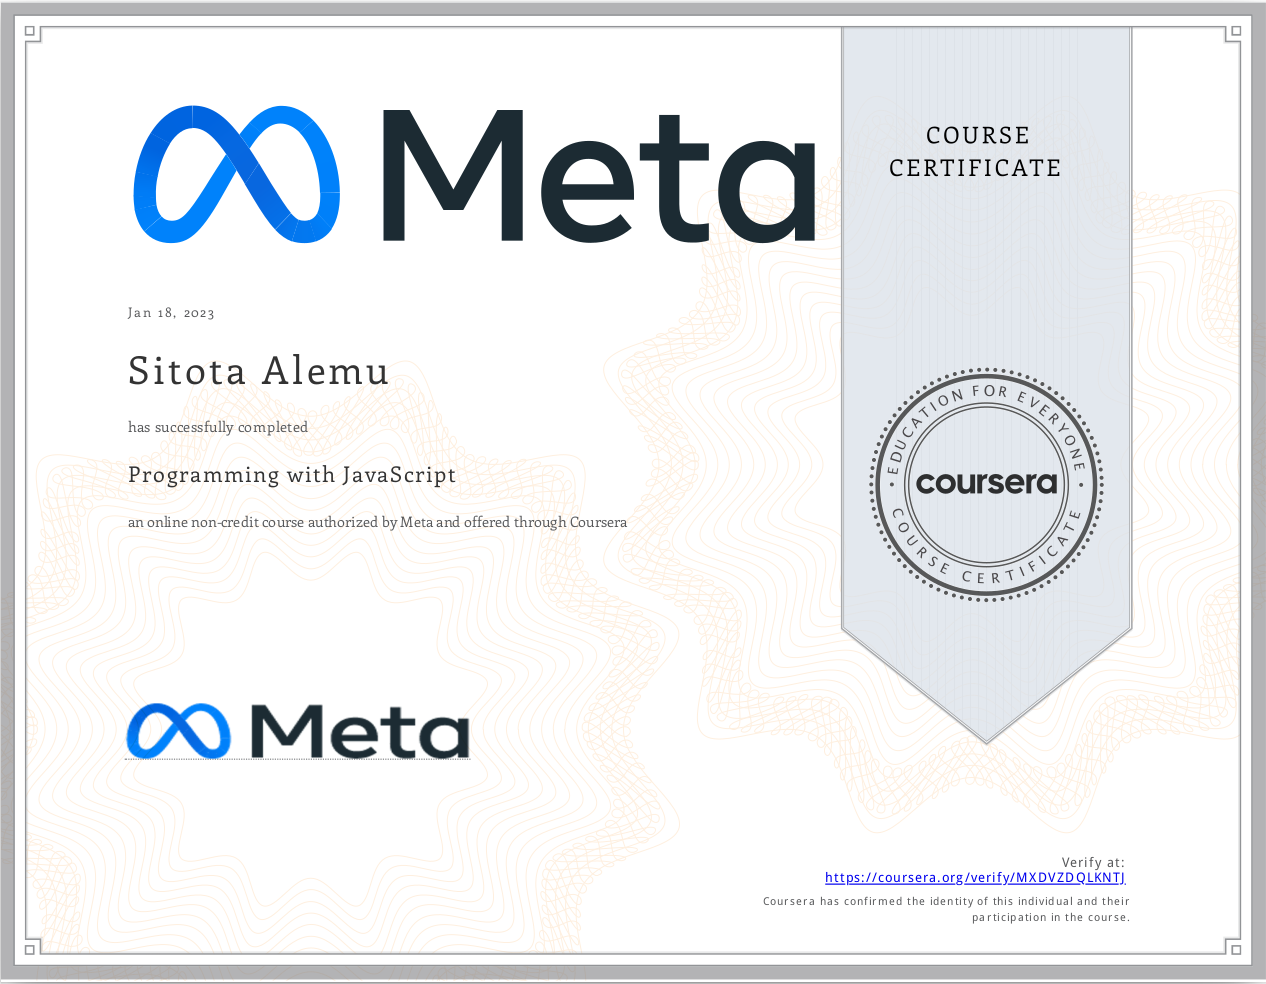 Meta
COURSE
CERTIFICATE
Jan 18, 2023
Sitota Alemu
has successfully completed
Programming with JavaScript
an online non-credit course authorized by Meta and offered through Coursera
EDUCATION FOR EVERYONE
coursera
COURSE CERTIFICATE
Meta
Verify at:
https://coursera.org/verify/MXDVZDQLKNTJ
Coursera has confirmed the identity of this individual and their
participation in the course.